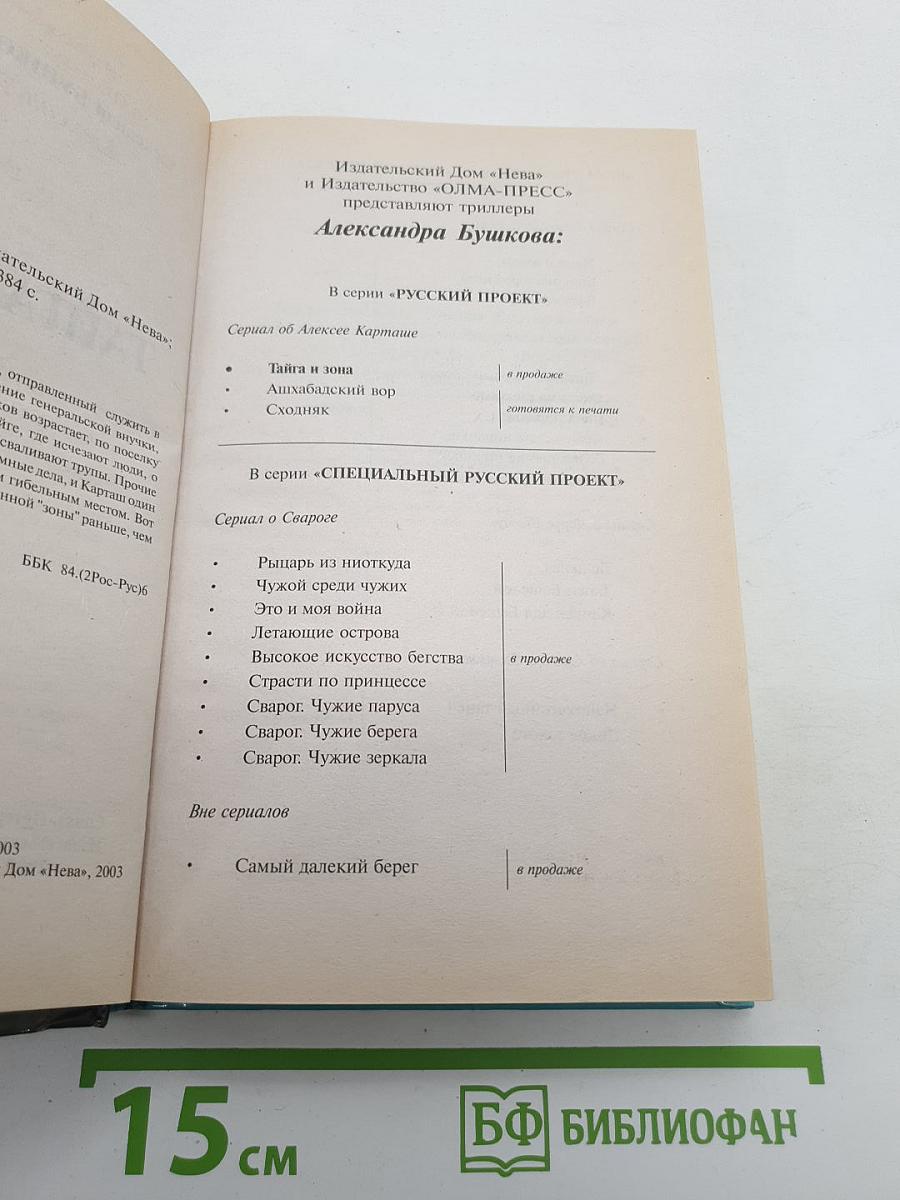 дательский Дом «Нева»;
384 с.
отправленный служить в
ние генеральской внучки,
ков возрастает, по поселку
йге, где исчезают люди, о
сваливают трупы. Прочие
мные дела, и Карташ один
гибельным местом. Вот
нной "зоны" раньше, чем
ББК 84.(2Рос-Рус)6
003
Дом «Нева», 2003
Издательский Дом «Нева»
и Издательство «ОЛМА-ПРЕСС»
представляют триллеры
Александра Бушкова:
В серии «РУССКИЙ ПРОЕКТ»
Сериал об Алексее Карташе
• Тайга и зона в продаже
• Ашхабадский вор
• Сходняк готовятся к печати
В серии «СПЕЦИАЛЬНЫЙ РУССКИЙ ПРОЕКТ»
Сериал о Свароге
• Рыцарь из ниоткуда
• Чужой среди чужих
• Это и моя война
• Летающие острова
• Высокое искусство бегства в продаже
• Страсти по принцессе
• Сварог. Чужие паруса
• Сварог. Чужие берега
• Сварог. Чужие зеркала
Вне сериалов
• Самый далекий берег в продаже
15 см
БФ БИБЛИОФАН